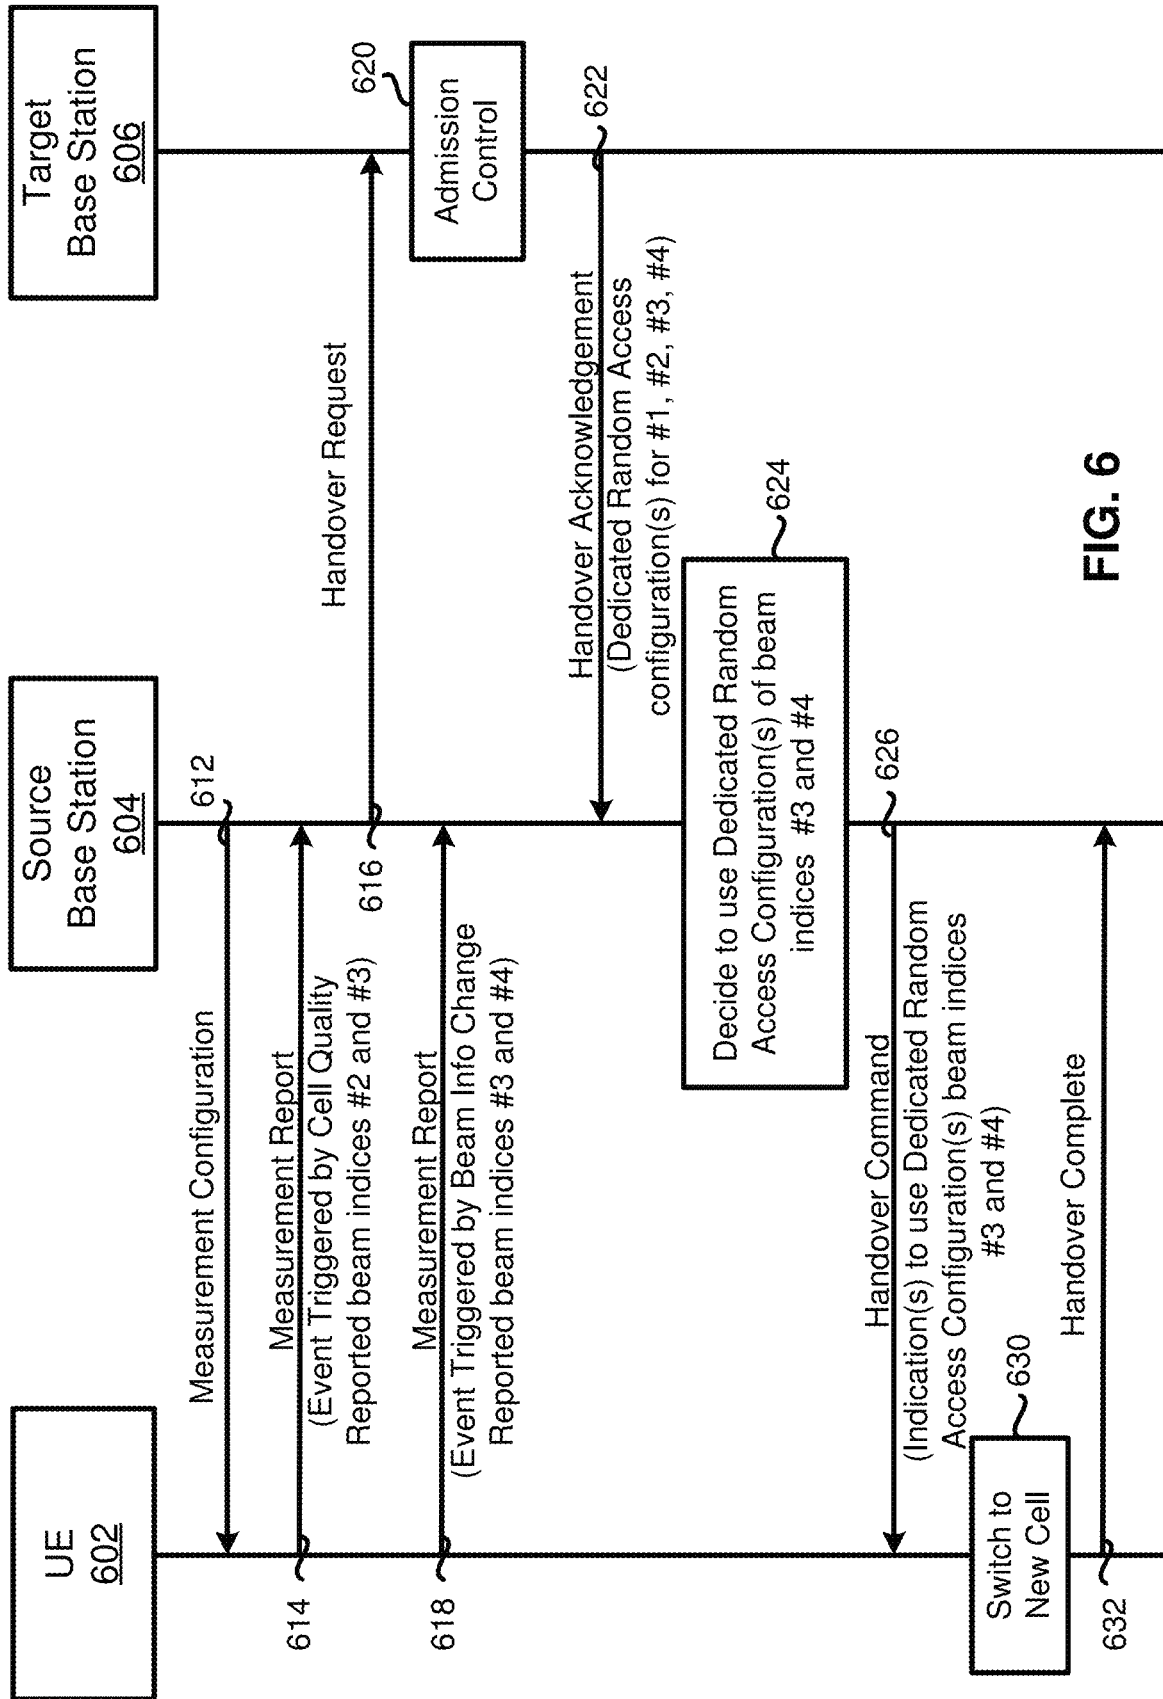 UE
602
Source
Base Station
604
Target
Base Station
606
612
Measurement Configuration
614
Measurement Report
(Event Triggered by Cell Quality
Reported beam indices #2 and #3)
616
Handover Request
618
Measurement Report
(Event Triggered by Beam Info Change
Reported beam indices #3 and #4)
620
Admission
Control
622
Handover Acknowledgement
(Dedicated Random Access
configuration(s) for #1, #2, #3, #4)
624
Decide to use Dedicated Random
Access Configuration(s) of beam
indices #3 and #4
626
Handover Command
(Indication(s) to use Dedicated Random
Access Configuration(s) beam indices
#3 and #4)
630
Switch to
New Cell
632
Handover Complete
FIG. 6